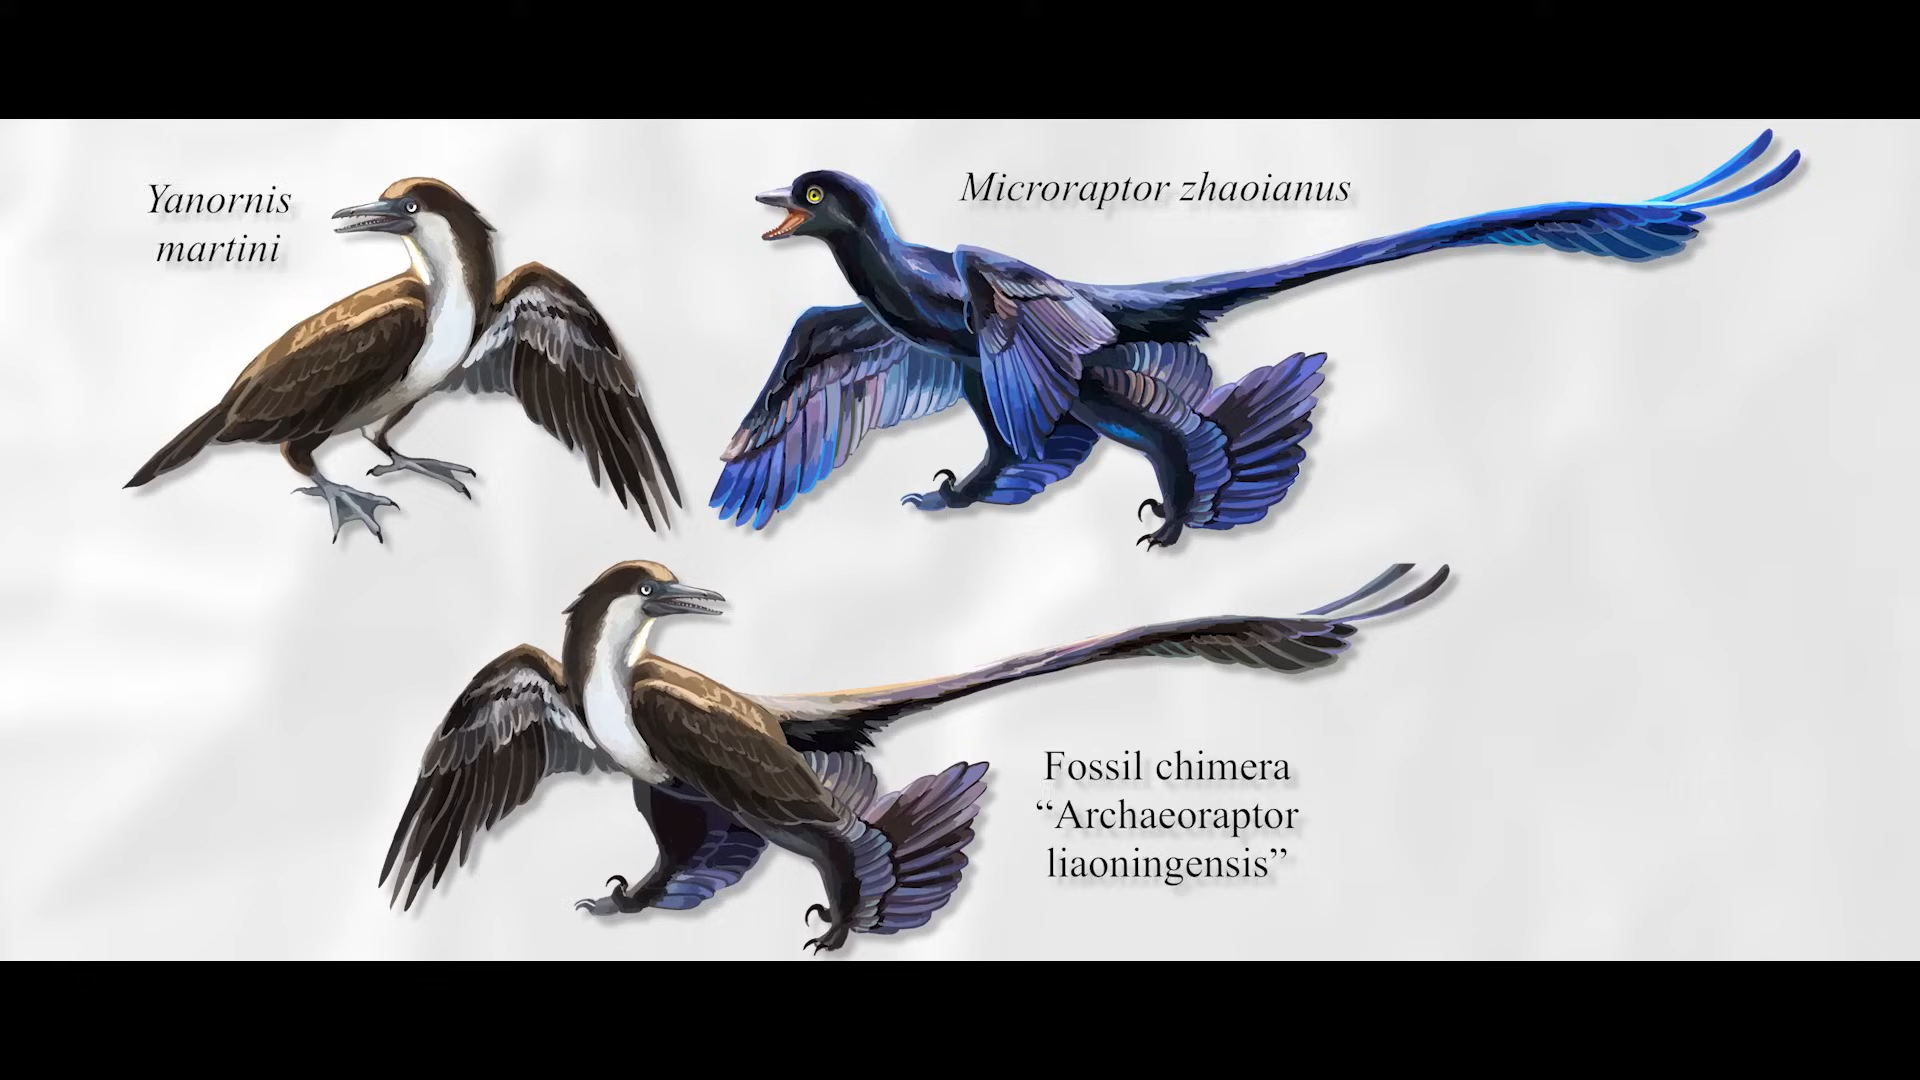 Yanornis
martini
Microraptor zhaoianus
Fossil chimera
“Archaeoraptor
liaoningensis”